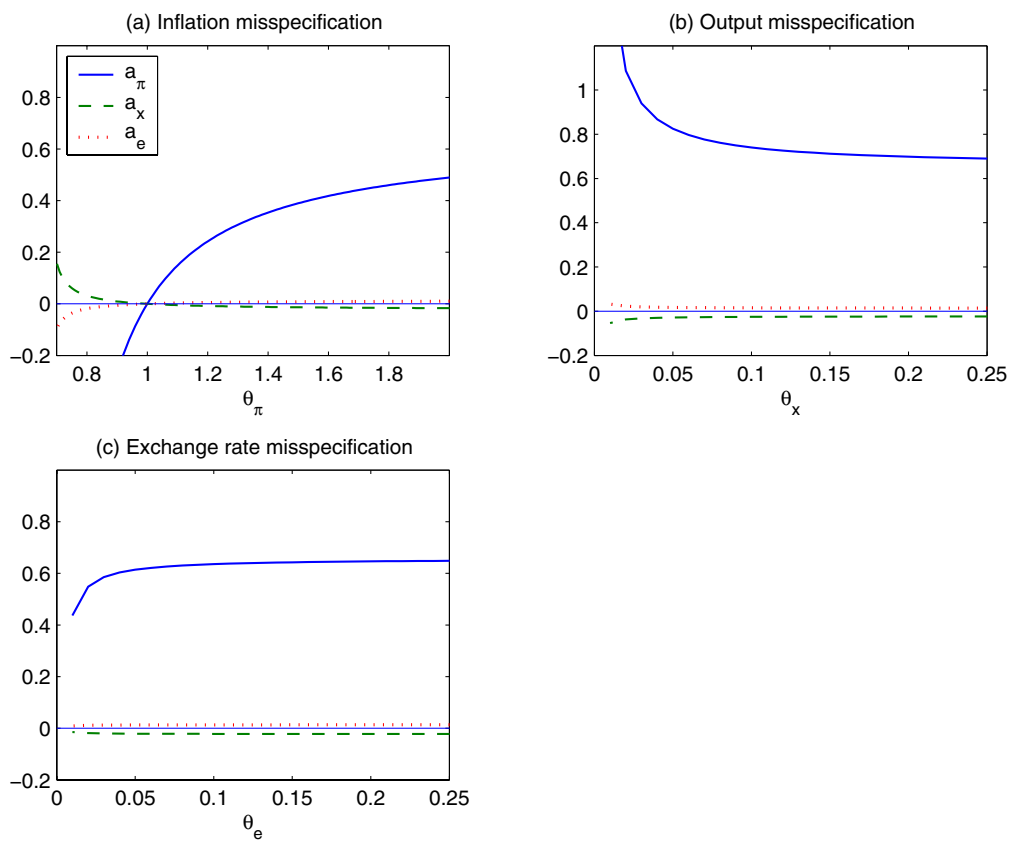 (a) Inflation misspecification
a_π
a_x
a_e
0.8
0.6
0.4
0.2
0
−0.2
0.8 1 1.2 1.4 1.6 1.8
θ_π
(b) Output misspecification
1
0.8
0.6
0.4
0.2
0
−0.2
0 0.05 0.1 0.15 0.2 0.25
θ_x
(c) Exchange rate misspecification
0.8
0.6
0.4
0.2
0
−0.2
0 0.05 0.1 0.15 0.2 0.25
θ_e